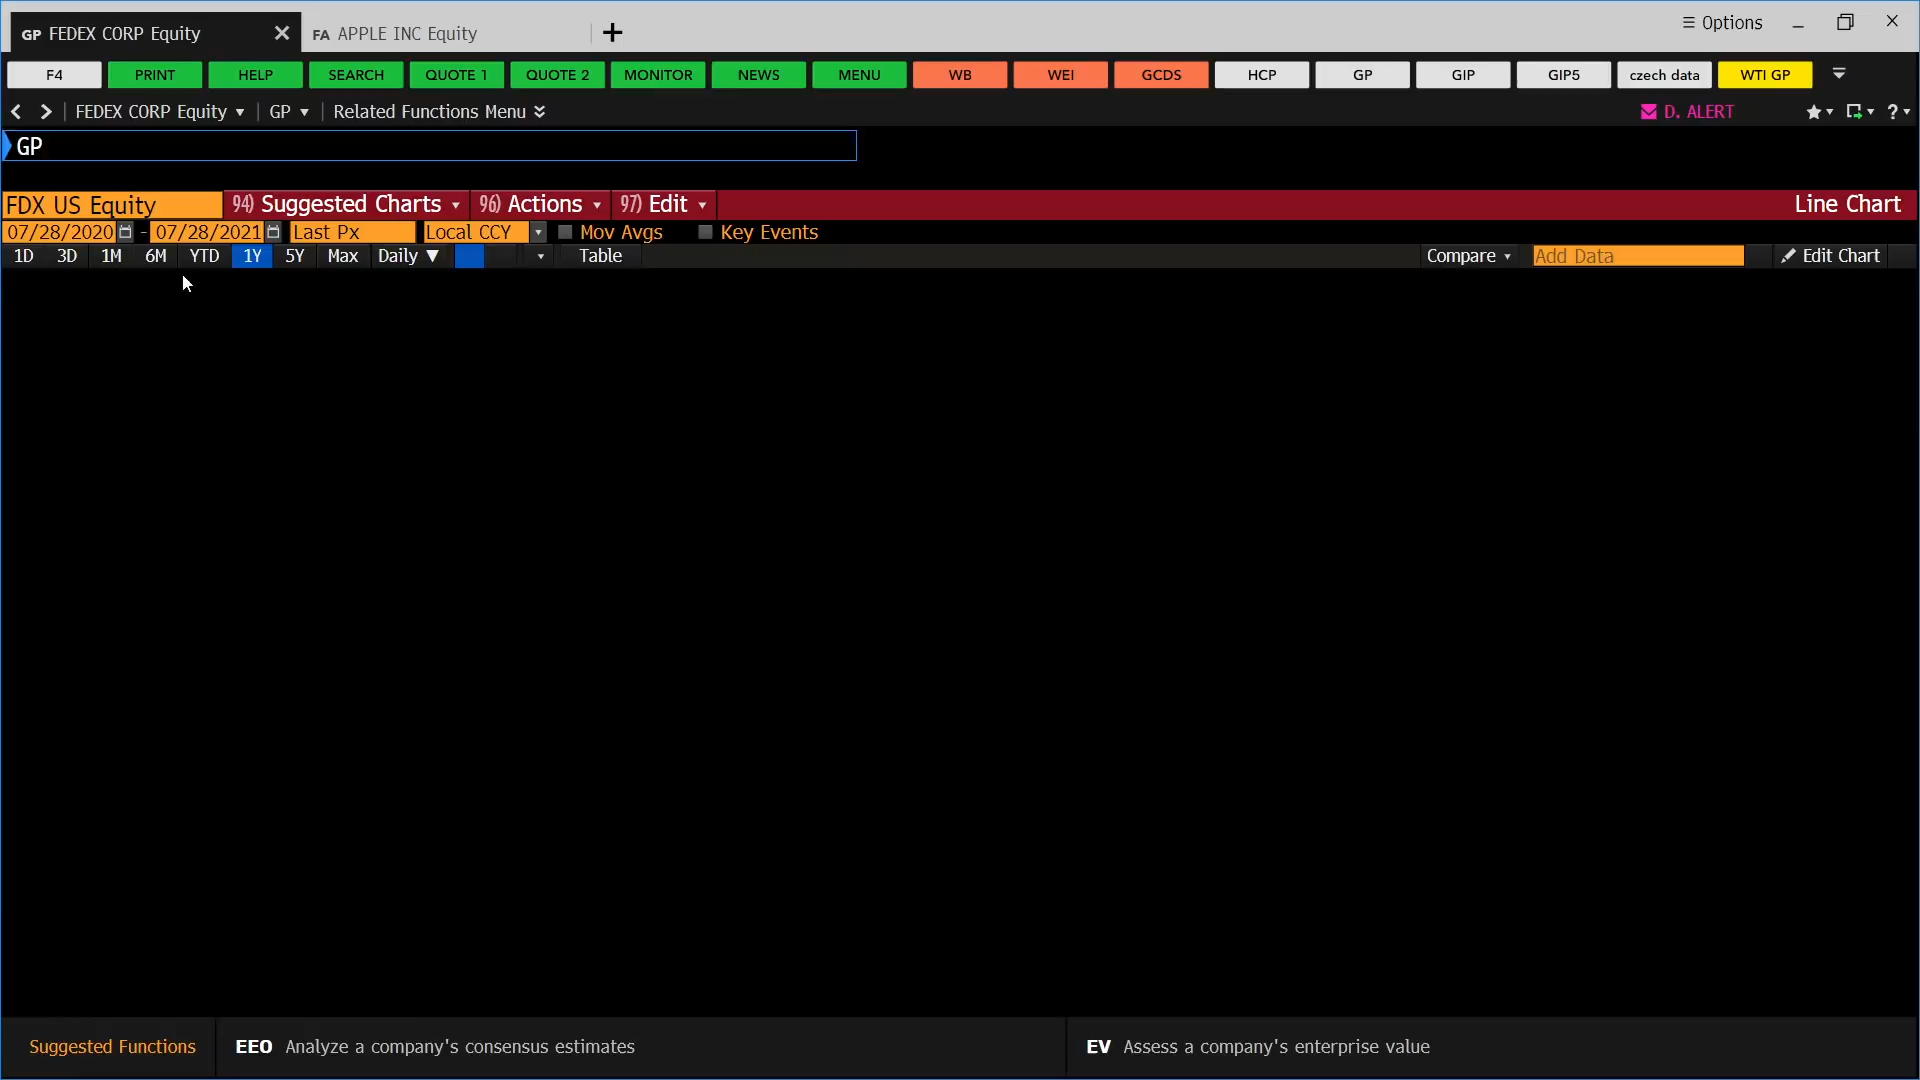 GP FEDEX CORP Equity FA APPLE INC Equity Options
F4 PRINT HELP SEARCH QUOTE 1 QUOTE 2 MONITOR NEWS MENU WB WEI GCDS HCP GP GIP GIP5 czech data WTI GP
FEDEX CORP Equity GP Related Functions Menu D. ALERT ?
GP
FDX US Equity 94) Suggested Charts 96) Actions 97) Edit Line Chart
07/28/2020 - 07/28/2021 Last Px Local CCY Mov Avgs Key Events
1D 3D 1M 6M YTD 1Y 5Y Max Daily ▼ Table Compare Add Data Edit Chart
Suggested Functions EEO Analyze a company's consensus estimates EV Assess a company's enterprise value